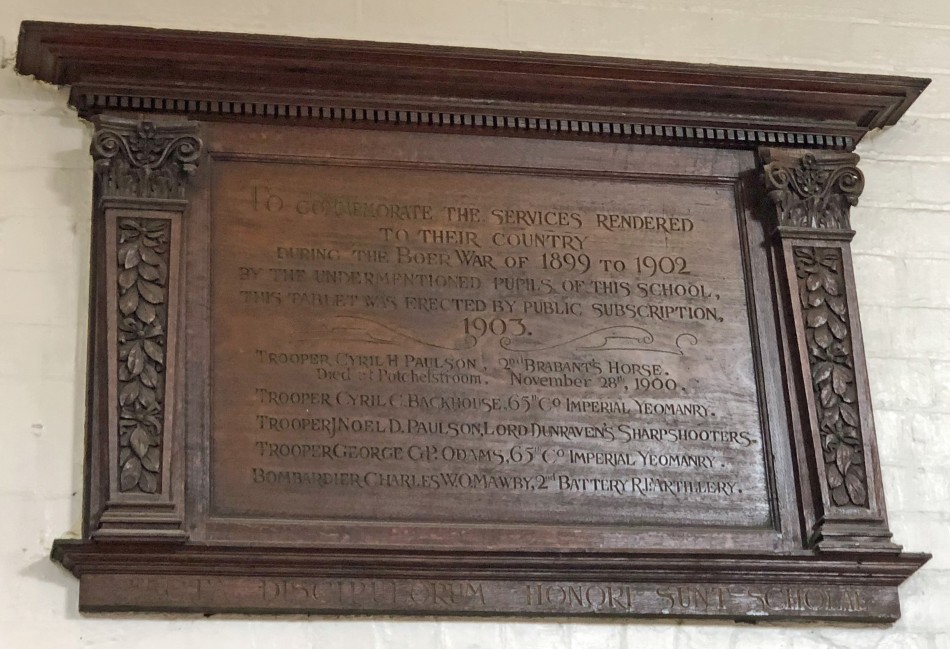 To COMMEMORATE THE SERVICES RENDERED
TO THEIR COUNTRY
DURING THE BOER WAR OF 1899 TO 1902
BY THE UNDERMENTIONED PUPILS OF THIS SCHOOL,
THIS TABLET WAS ERECTED BY PUBLIC SUBSCRIPTION,
1903.
TROOPER CYRIL H PAULSON, 2nd BRABANT'S HORSE.
Died at Potchefstroom. November 28th, 1900.
TROOPER CYRIL C. BACKHOUSE. 65th Co IMPERIAL YEOMANRY.
TROOPER J NOEL D. PAULSON, LORD DUNRAVEN'S SHARPSHOOTERS.
TROOPER GEORGE G.P. ODAMS, 65th Co IMPERIAL YEOMANRY.
BOMBARDIER CHARLES W. O. MAWBY, 2nd BATTERY R.F. ARTILLERY.
DISCIPULORUM HONORI SUNT SCHOLAE